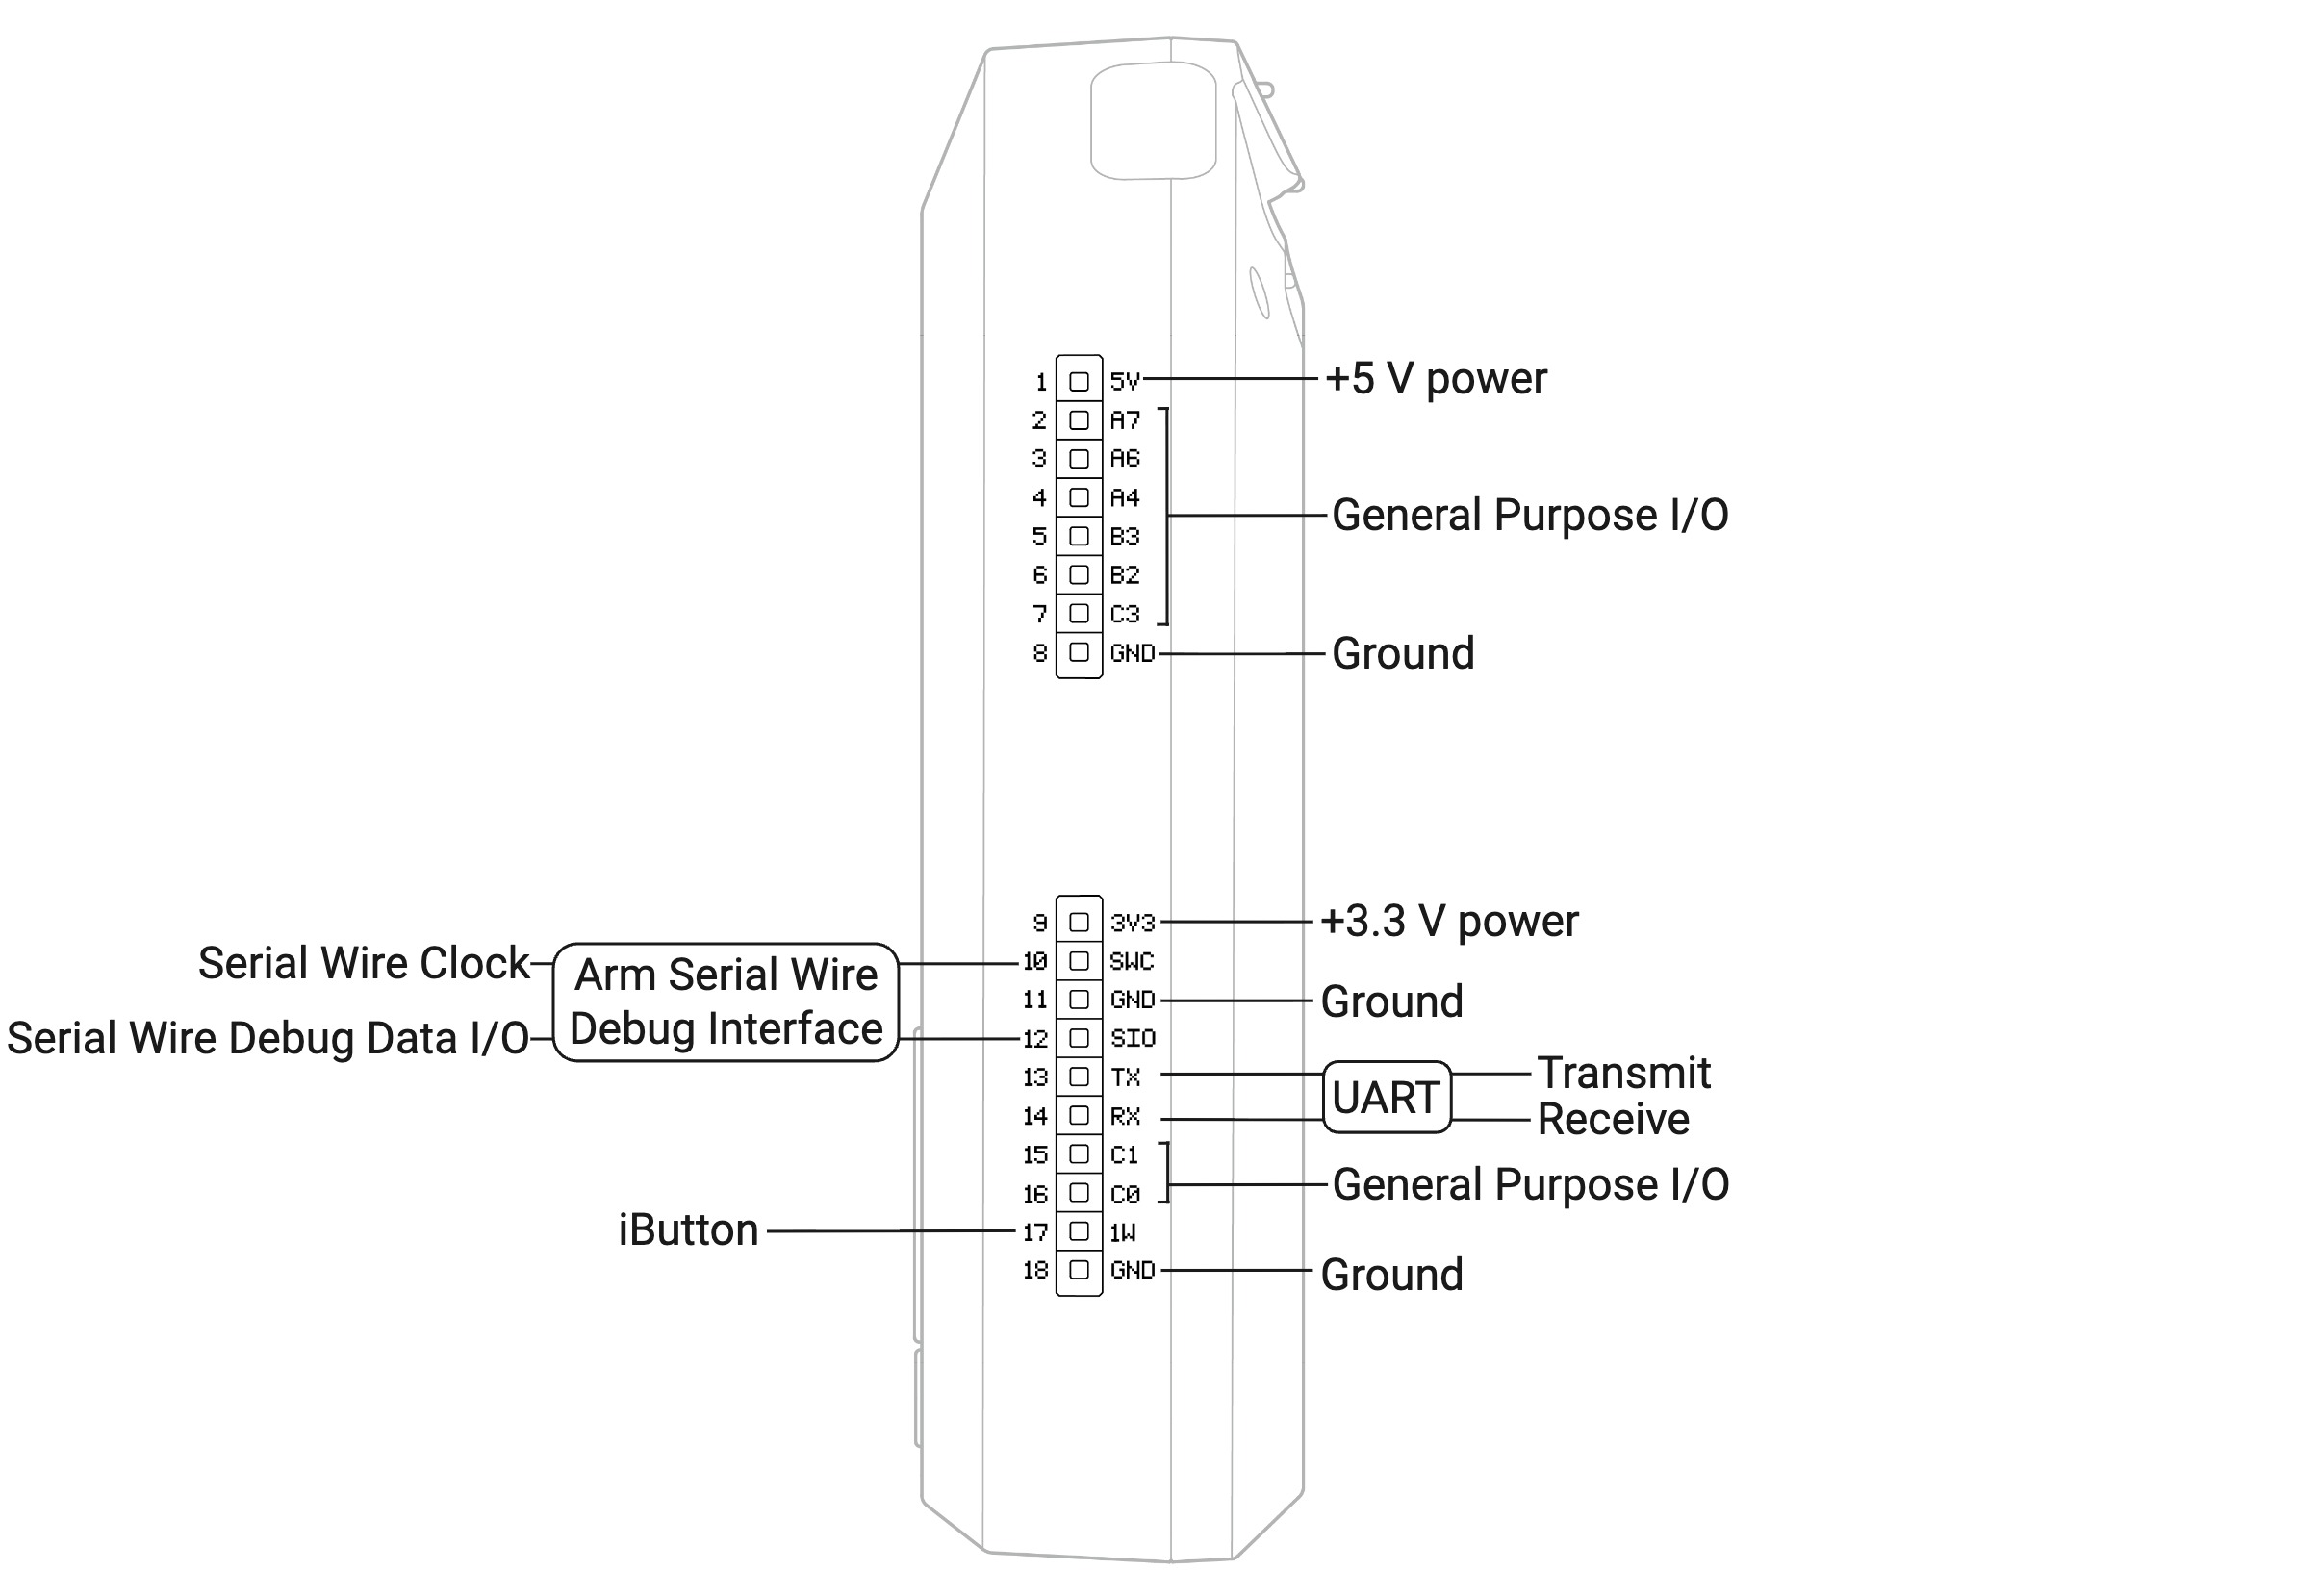 1 5V +5 V power
2 A7
3 A6
4 A4
General Purpose I/O
5 B3
6 B2
7 C3
8 GND Ground
9 3V3 +3.3 V power
Serial Wire Clock
Arm Serial Wire
Debug Interface
Serial Wire Debug Data I/O
10 SWC
11 GND Ground
12 SIO
13 TX
14 RX
UART
Transmit
Receive
15 C1
16 C0
General Purpose I/O
iButton 17 1W
18 GND Ground